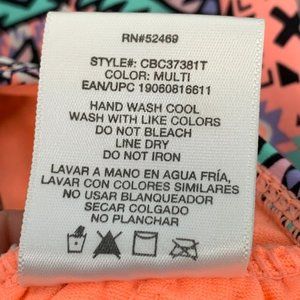 RN#52469
STYLE#: CBC37381T
COLOR: MULTI
EAN/UPC 19060816611
HAND WASH COOL
WASH WITH LIKE COLORS
DO NOT BLEACH
LINE DRY
DO NOT IRON
LAVAR A MANO EN AGUA FRÍA,
LAVAR CON COLORES SIMILARES
NO USAR BLANQUEADOR
SECAR COLGADO
NO PLANCHAR